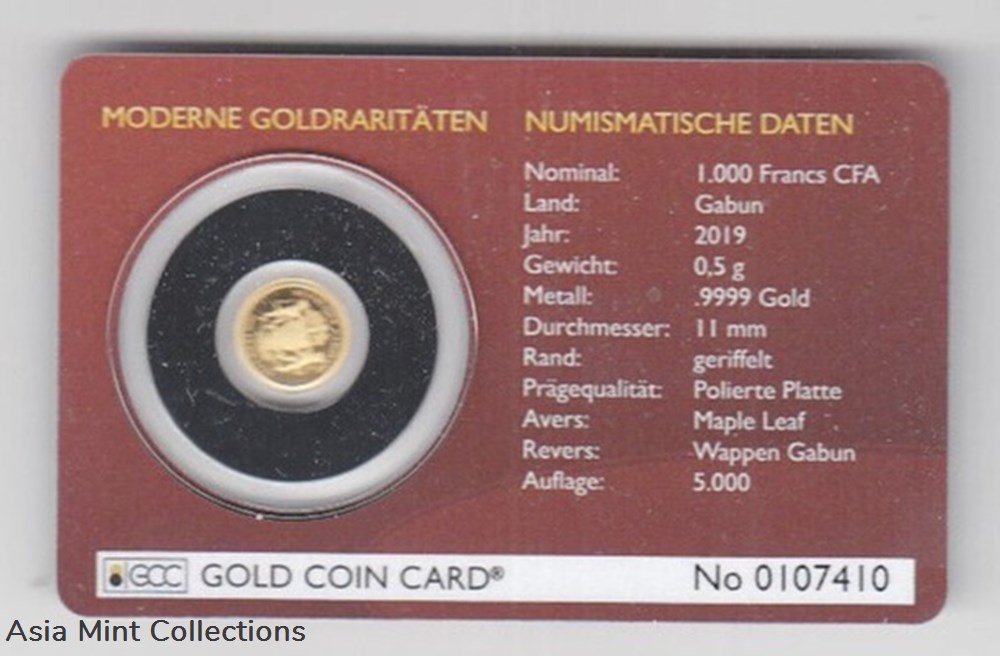 MODERNE GOLDRARITÄTEN
NUMISMATISCHE DATEN
Nominal: 1.000 Francs CFA
Land: Gabun
Jahr: 2019
Gewicht: 0,5 g
Metall: .9999 Gold
Durchmesser: 11 mm
Rand: geriffelt
Prägequalität: Polierte Platte
Avers: Maple Leaf
Revers: Wappen Gabun
Auflage: 5.000
GCC GOLD COIN CARD® No 0107410
Asia Mint Collections